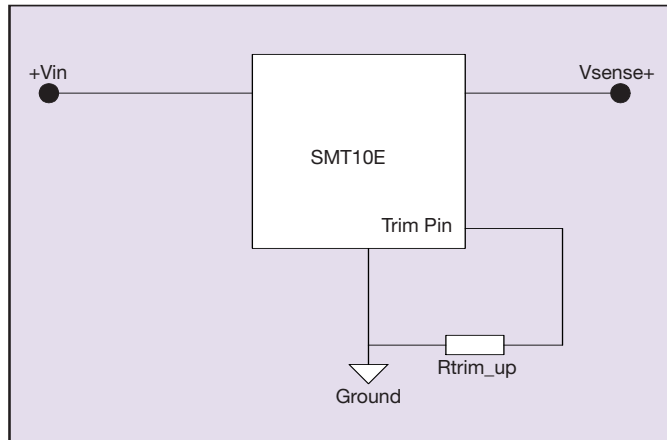 +Vin
Vsense+
SMT10E
Trim Pin
Rtrim_up
Ground